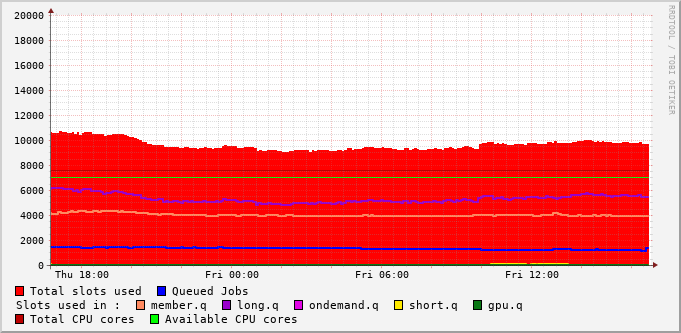 20000
18000
16000
14000
12000
10000
8000
6000
4000
2000
0
Thu 18:00 Fri 00:00 Fri 06:00 Fri 12:00
RRDTOOL / TOBI OETIKER
Total slots used Queued Jobs
Slots used in : member.q long.q ondemand.q short.q gpu.q
Total CPU cores Available CPU cores